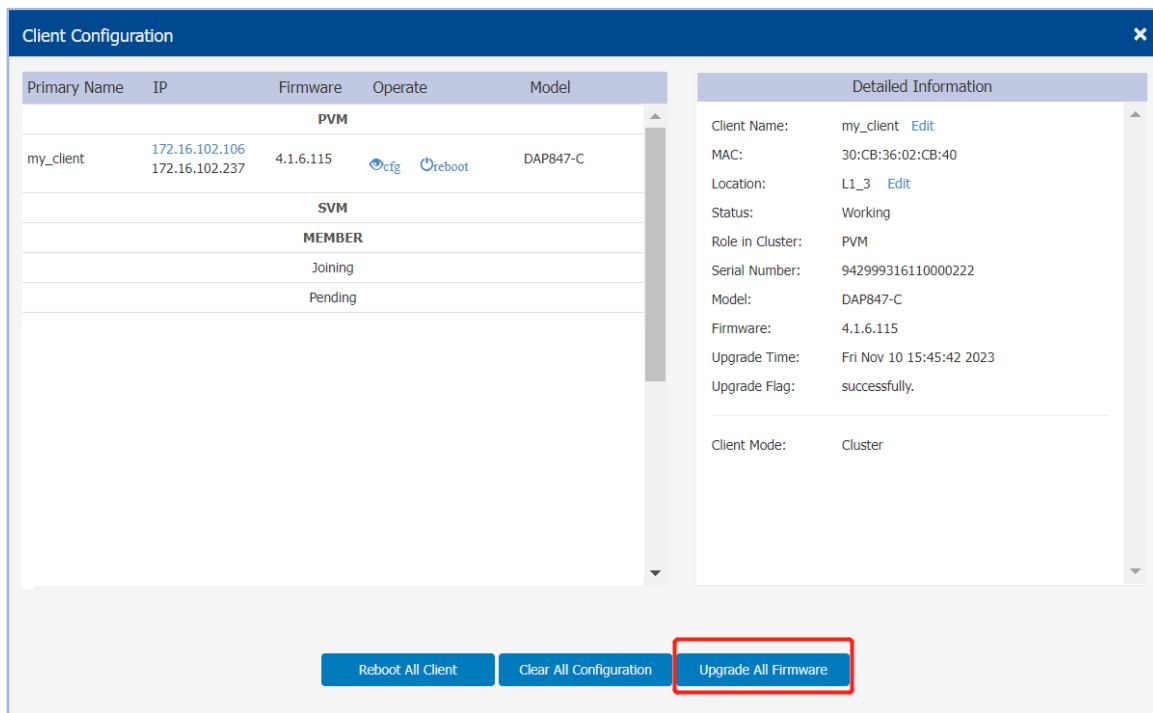 Client Configuration
Primary Name IP Firmware Operate Model
PVM
my_client 172.16.102.106 4.1.6.115 cfg reboot DAP847-C
172.16.102.237
SVM
MEMBER
Joining
Pending
Detailed Information
Client Name: my_client Edit
MAC: 30:CB:36:02:CB:40
Location: L1_3 Edit
Status: Working
Role in Cluster: PVM
Serial Number: 942999316110000222
Model: DAP847-C
Firmware: 4.1.6.115
Upgrade Time: Fri Nov 10 15:45:42 2023
Upgrade Flag: successfully.
Client Mode: Cluster
Reboot All Client Clear All Configuration Upgrade All Firmware